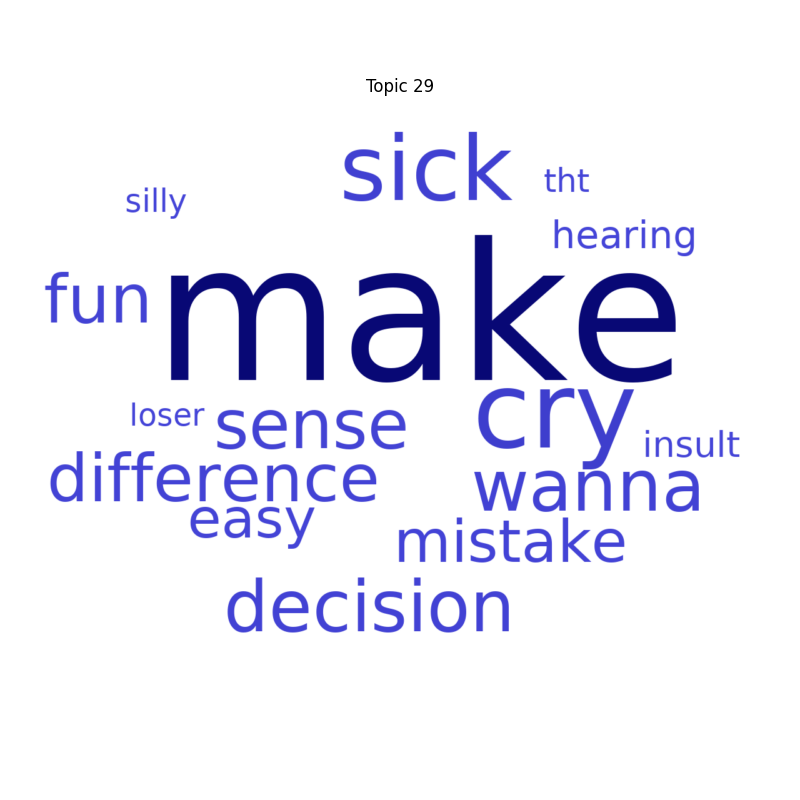 Topic 29
sick
tht
silly
hearing
make
fun
cry
loser
sense
insult
difference
wanna
easy
mistake
decision